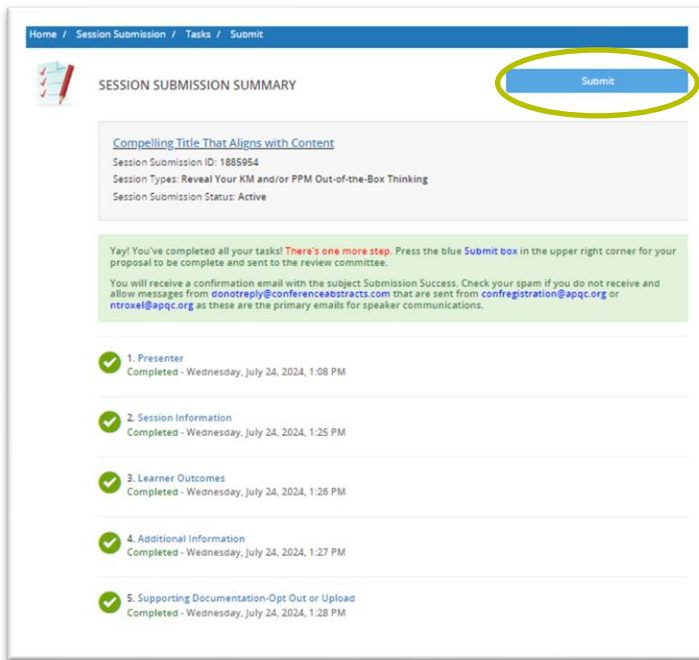 Home / Session Submission / Tasks / Submit
SESSION SUBMISSION SUMMARY
Submit
Compelling Title That Aligns with Content
Session Submission ID: 1885954
Session Types: Reveal Your KM and/or PPM Out-of-the-Box Thinking
Session Submission Status: Active
Yay! You've completed all your tasks! There's one more step. Press the blue Submit box in the upper right corner for your
proposal to be complete and sent to the review committee.
You will receive a confirmation email with the subject Submission Success. Check your spam if you do not receive and
allow messages from donotreply@conferenceabstracts.com that are sent from confregistration@apqc.org or
ntroxel@apqc.org as these are the primary emails for speaker communications.
1. Presenter
Completed - Wednesday, July 24, 2024, 1:08 PM
2. Session Information
Completed - Wednesday, July 24, 2024, 1:25 PM
3. Learner Outcomes
Completed - Wednesday, July 24, 2024, 1:26 PM
4. Additional Information
Completed - Wednesday, July 24, 2024, 1:27 PM
5. Supporting Documentation-Opt Out or Upload
Completed - Wednesday, July 24, 2024, 1:28 PM